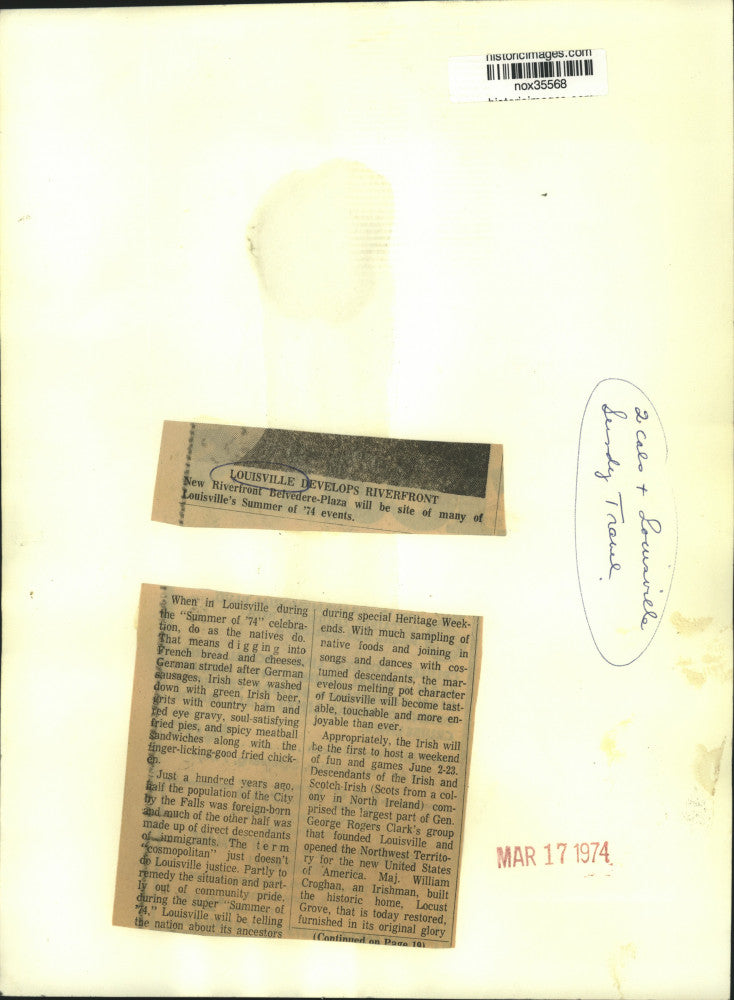 historicimages.com
nox35568
2 cols + Louisville
Sunday Travel
LOUISVILLE DEVELOPS RIVERFRONT
New Riverfront Belvedere-Plaza will be site of many of
Louisville's Summer of '74 events.
When in Louisville during
the "Summer of '74" celebra-
tion, do as the natives do.
That means digging into
French bread and cheeses,
German strudel after German
sausages, Irish stew washed
down with green Irish beer,
grits with country ham and
red eye gravy, soul-satisfying
fried pies, and spicy meatball
sandwiches along with the
finger-licking-good fried chick-
en.
Just a hundred years ago,
half the population of the City
by the Falls was foreign-born
and much of the other half was
made up of direct descendants
of immigrants. The term
"cosmopolitan" just doesn't
do Louisville justice. Partly to
remedy the situation and part-
ly out of community pride,
during the super "Summer of
'74," Louisville will be telling
the nation about its ancestors
during special Heritage Week-
ends. With much sampling of
native foods and joining in
songs and dances with cos-
tumed descendants, the mar-
evelous melting pot character
of Louisville will become tast-
able, touchable and more en-
joyable than ever.
Appropriately, the Irish will
be the first to host a weekend
of fun and games June 2-23.
Descendants of the Irish and
Scotch-Irish (Scots from a col-
ony in North Ireland) com-
prised the largest part of Gen.
George Rogers Clark's group
that founded Louisville and
opened the Northwest Territo-
ry for the new United States
of America. Maj. William
Croghan, an Irishman, built
the historic home, Locust
Grove, that is today restored,
furnished in its original glory
(Continued on Page 19)
MAR 17 1974